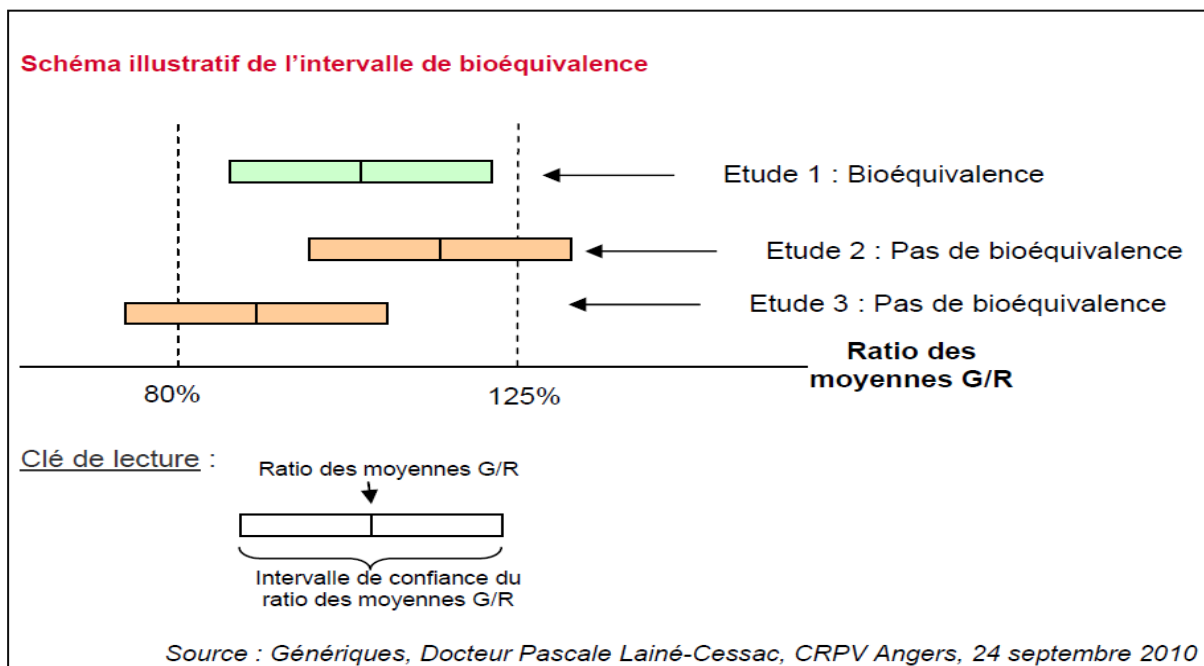 Schéma illustratif de l'intervalle de bioéquivalence
Etude 1 : Bioéquivalence
Etude 2 : Pas de bioéquivalence
Etude 3 : Pas de bioéquivalence
Ratio des
moyennes G/R
80%
125%
Clé de lecture :
Ratio des moyennes G/R
Intervalle de confiance du
ratio des moyennes G/R
Source : Génériques, Docteur Pascale Lainé-Cessac, CRPV Angers, 24 septembre 2010